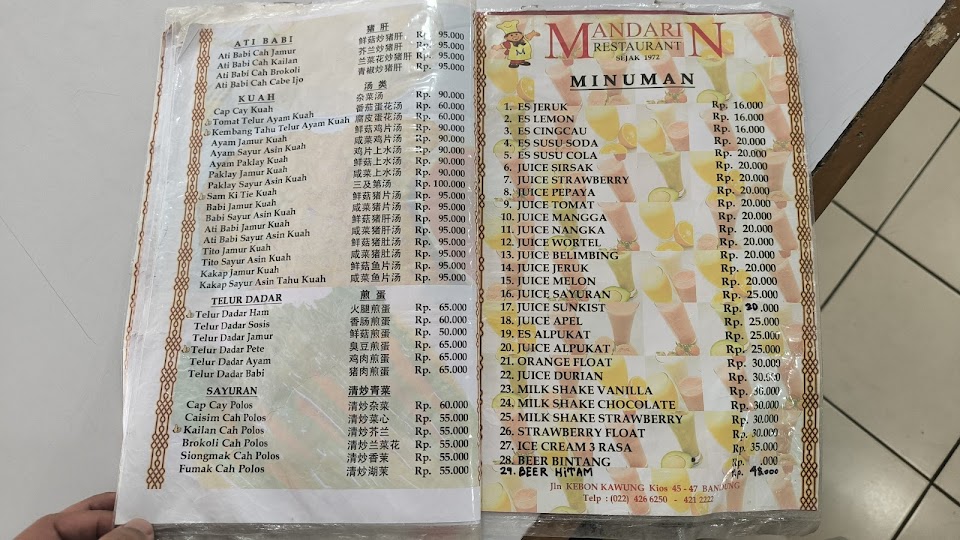 ATI BABI 猪肝
Ati Babi Cah Jamur 鲜菇炒猪肝 Rp. 95.000
Ati Babi Cah Kailan 芥兰炒猪肝 Rp. 95.000
Ati Babi Cah Brokoli 兰菜花炒猪肝 Rp. 95.000
Ati Babi Cah Cabe Ijo 青椒炒猪肝 Rp. 95.000
KUAH 汤类
Cap Cay Kuah 杂菜汤 Rp. 90.000
Tomat Telur Ayam Kuah 番茄蛋花汤 Rp. 60.000
Kembang Tahu Telur Ayam Kuah 腐皮蛋花汤 Rp. 60.000
Ayam Jamur Kuah 鲜菇鸡片汤 Rp. 90.000
Ayam Sayur Asin Kuah 咸菜鸡片汤 Rp. 90.000
Ayam Paklay Kuah 鸡片上水汤 Rp. 90.000
Paklay Jamur Kuah 鲜菇上水汤 Rp. 90.000
Paklay Sayur Asin Kuah 咸菜上水汤 Rp. 90.000
Sam Ki Tie Kuah 三及第汤 Rp. 100.000
Babi Jamur Kuah 鲜菇猪片汤 Rp. 95.000
Babi Sayur Asin Kuah 咸菜猪片汤 Rp. 95.000
Ati Babi Jamur Kuah 鲜菇猪肝汤 Rp. 95.000
Ati Babi Sayur Asin Kuah 咸菜猪肝汤 Rp. 95.000
Tito Jamur Kuah 鲜菇猪肚汤 Rp. 95.000
Tito Sayur Asin Kuah 咸菜猪肚汤 Rp. 95.000
Kakap Jamur Kuah 鲜菇鱼片汤 Rp. 95.000
Kakap Sayur Asin Tahu Kuah 咸菜鱼片汤 Rp. 95.000
TELUR DADAR 煎蛋
Telur Dadar Ham 火腿煎蛋 Rp. 65.000
Telur Dadar Sosis 香肠煎蛋 Rp. 60.000
Telur Dadar Jamur 鲜菇煎蛋 Rp. 50.000
Telur Dadar Pete 臭豆煎蛋 Rp. 60.000
Telur Dadar Ayam 鸡肉煎蛋 Rp. 65.000
Telur Dadar Babi 猪肉煎蛋 Rp. 65.000
SAYURAN 清炒青菜
Cap Cay Polos 清炒杂菜 Rp. 60.000
Caisim Cah Polos 清炒菜心 Rp. 55.000
Kailan Cah Polos 清炒芥兰 Rp. 55.000
Brokoli Cah Polos 清炒兰菜花 Rp. 55.000
Siongmak Cah Polos 清炒香茉 Rp. 55.000
Fumak Cah Polos 清炒湖茉 Rp. 55.000
MANDARIN
RESTAURANT
SEJAK 1972
M
MINUMAN
1. ES JERUK Rp. 16.000
2. ES LEMON Rp. 16.000
3. ES CINGCAU Rp. 16.000
4. ES SUSU SODA Rp. 20.000
5. ES SUSU COLA Rp. 20.000
6. JUICE SIRSAK Rp. 20.000
7. JUICE STRAWBERRY Rp. 20.000
8. JUICE PEPAYA Rp. 20.000
9. JUICE TOMAT Rp. 20.000
10. JUICE MANGGA Rp. 20.000
11. JUICE NANGKA Rp. 20.000
12. JUICE WORTEL Rp. 20.000
13. JUICE BELIMBING Rp. 20.000
14. JUICE JERUK Rp. 20.000
15. JUICE MELON Rp. 20.000
16. JUICE SAYURAN Rp. 25.000
17. JUICE SUNKIST Rp. 30.000
18. JUICE APEL Rp. 25.000
19. ES ALPUKAT Rp. 25.000
20. JUICE ALPUKAT Rp. 25.000
21. ORANGE FLOAT Rp. 30.000
22. JUICE DURIAN Rp. 30.000
23. MILK SHAKE VANILLA Rp. 30.000
24. MILK SHAKE CHOCOLATE Rp. 30.000
25. MILK SHAKE STRAWBERRY Rp. 30.000
26. STRAWBERRY FLOAT Rp. 30.000
27. ICE CREAM 3 RASA Rp. 35.000
28. BEER BINTANG Rp. .000
29. BEER HITAM Rp. 48.000
Jln KEBON KAWUNG Kios 45 - 47 BANDUNG
Telp : (022) 426 6250 - 421 2222